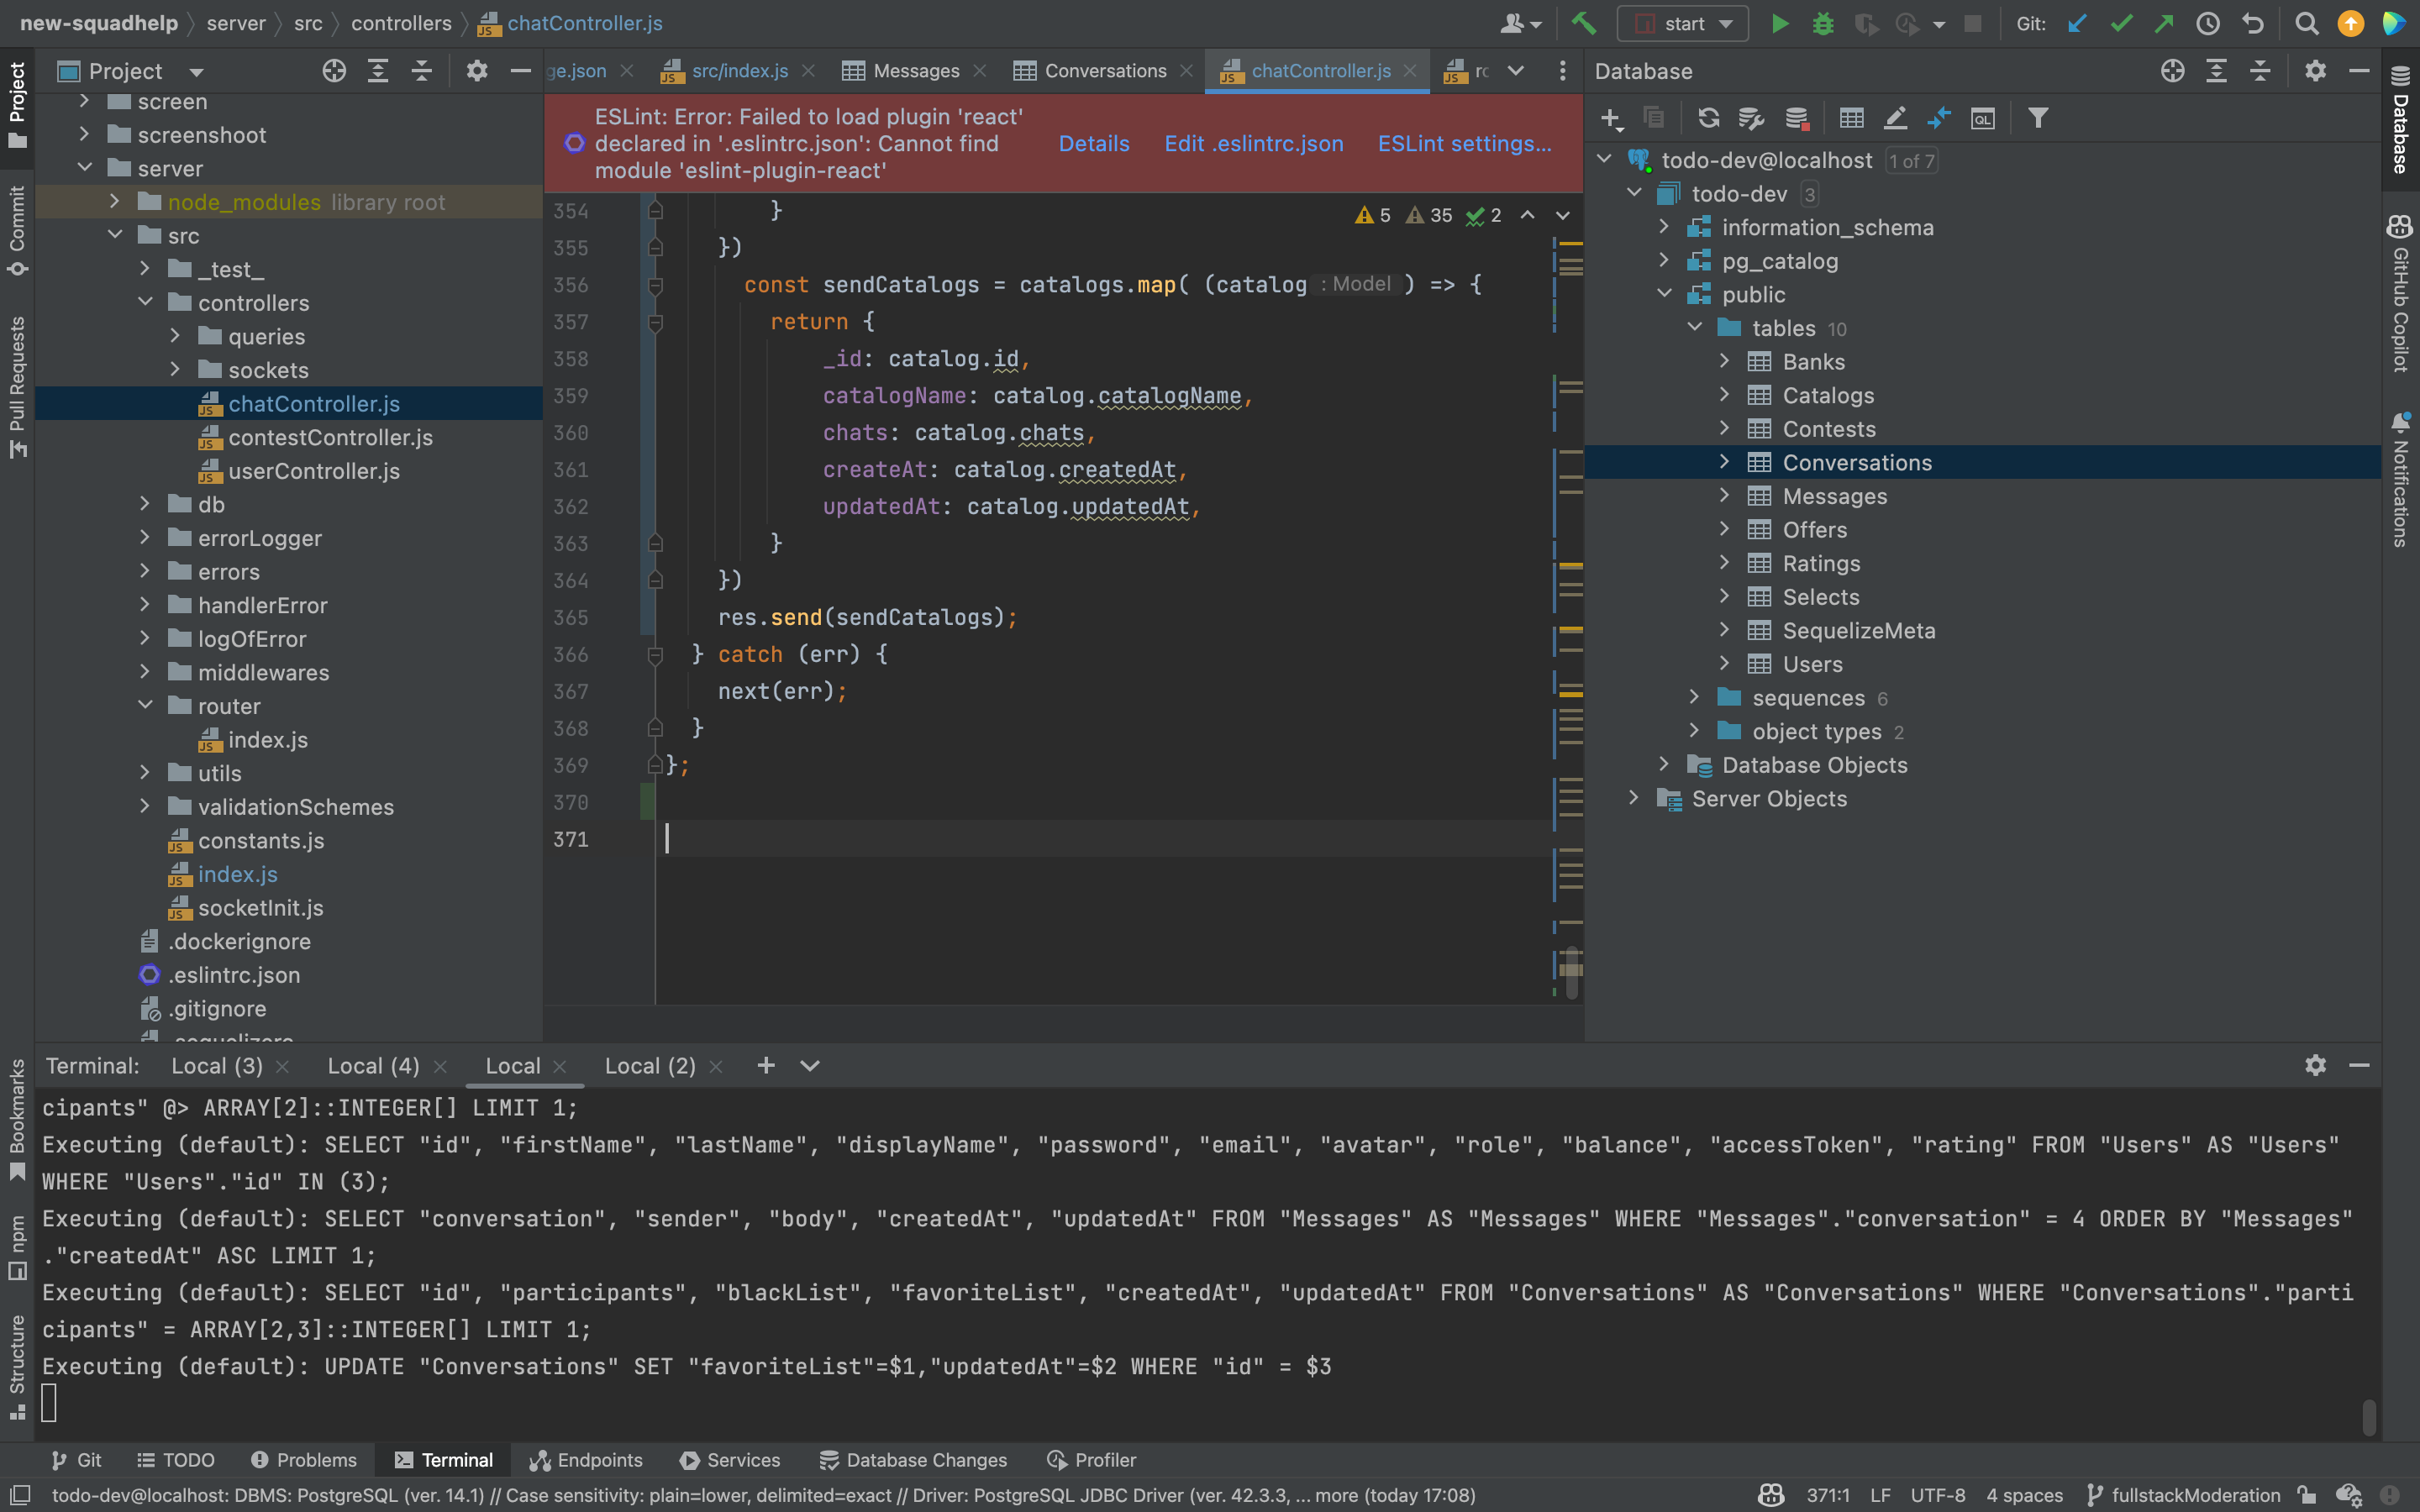 new-squadhelp server src controllers chatController.js
start
Git:
Project
ge.json
src/index.js
Messages
Conversations
chatController.js
Database
screen
screenshoot
server
node_modules library root
src
_test_
controllers
queries
sockets
chatController.js
contestController.js
userController.js
db
errorLogger
errors
handlerError
logOfError
middlewares
router
index.js
utils
validationSchemes
constants.js
index.js
socketInit.js
.dockerignore
.eslintrc.json
.gitignore
ESLint: Error: Failed to load plugin 'react'
declared in '.eslintrc.json': Cannot find
module 'eslint-plugin-react'
Details Edit .eslintrc.json ESLint settings...
5 35 2
354 }
355 })
356 const sendCatalogs = catalogs.map( (catalog : Model ) => {
357 return {
358 _id: catalog.id,
359 catalogName: catalog.catalogName,
360 chats: catalog.chats,
361 createAt: catalog.createdAt,
362 updatedAt: catalog.updatedAt,
363 }
364 })
365 res.send(sendCatalogs);
366 } catch (err) {
367 next(err);
368 }
369 };
370
371
todo-dev@localhost 1 of 7
todo-dev 3
information_schema
pg_catalog
public
tables 10
Banks
Catalogs
Contests
Conversations
Messages
Offers
Ratings
Selects
SequelizeMeta
Users
sequences 6
object types 2
Database Objects
Server Objects
Project
Commit
Pull Requests
Bookmarks
npm
Structure
Database
GitHub Copilot
Notifications
Terminal: Local (3) Local (4) Local Local (2)
cipants" @> ARRAY[2]::INTEGER[] LIMIT 1;
Executing (default): SELECT "id", "firstName", "lastName", "displayName", "password", "email", "avatar", "role", "balance", "accessToken", "rating" FROM "Users" AS "Users"
WHERE "Users"."id" IN (3);
Executing (default): SELECT "conversation", "sender", "body", "createdAt", "updatedAt" FROM "Messages" AS "Messages" WHERE "Messages"."conversation" = 4 ORDER BY "Messages"
."createdAt" ASC LIMIT 1;
Executing (default): SELECT "id", "participants", "blackList", "favoriteList", "createdAt", "updatedAt" FROM "Conversations" AS "Conversations" WHERE "Conversations"."parti
cipants" = ARRAY[2,3]::INTEGER[] LIMIT 1;
Executing (default): UPDATE "Conversations" SET "favoriteList"=$1,"updatedAt"=$2 WHERE "id" = $3
Git TODO Problems Terminal Endpoints Services Database Changes Profiler
todo-dev@localhost: DBMS: PostgreSQL (ver. 14.1) // Case sensitivity: plain=lower, delimited=exact // Driver: PostgreSQL JDBC Driver (ver. 42.3.3, ... more (today 17:08)
371:1 LF UTF-8 4 spaces fullstackModeration